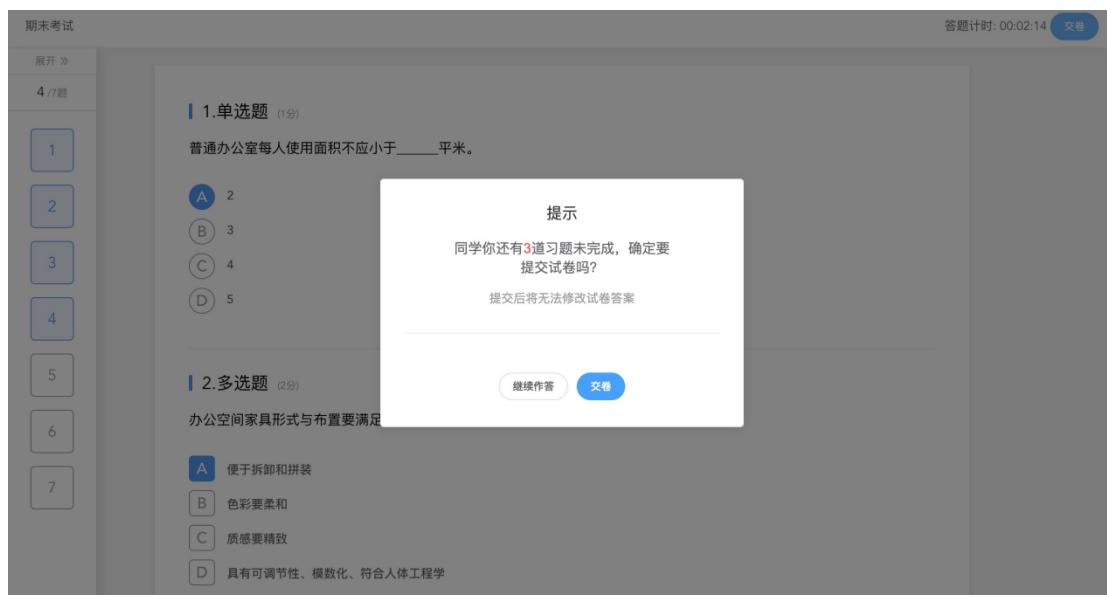 期末考试
答题计时: 00:02:14 交卷
展开 »
4 /7题
1
2
3
4
5
6
7
1.单选题 (1分)
普通办公室每人使用面积不应小于______平米。
A 2
B 3
C 4
D 5
2.多选题 (2分)
办公空间家具形式与布置要满足
A 便于拆卸和拼装
B 色彩要柔和
C 质感要精致
D 具有可调节性、模数化、符合人体工程学
提示
同学你还有3道习题未完成，确定要
提交试卷吗?
提交后将无法修改试卷答案
继续作答 交卷